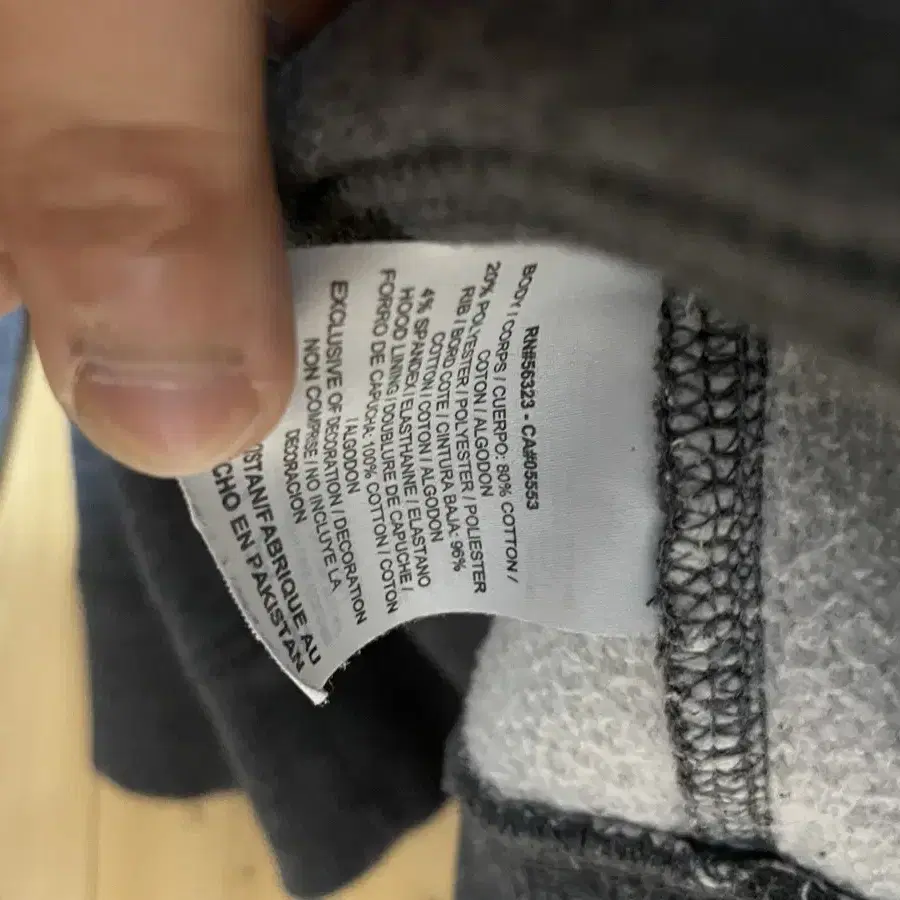 RN#56323 - CA#05553
BODY / CORPS / CUERPO: 80% COTTON /
COTON / ALGODON
20% POLYESTER / POLYESTER / POLIESTER
RIB / BORD COTE / CINTURA BAJA: 96%
COTTON / COTON / ALGODON
4% SPANDEX / ELASTHANNE / ELASTANO
HOOD LINING / DOUBLURE DE CAPUCHE /
FORRO DE CAPUCHA: 100% COTTON / COTON
/ ALGODON
EXCLUSIVE OF DECORATION / DECORATION
NON COMPRISE / NO INCLUYE LA
DECORACION
ISTAN/FABRIQUE AU
CHO EN PAKISTAN